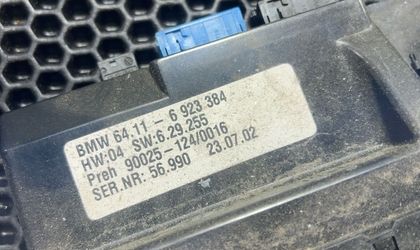 BMW 64.11 - 6 923 384
HW:04 SW:6.29.255
Preh 90025-124/0016
SER.NR: 56.990 23.07.02